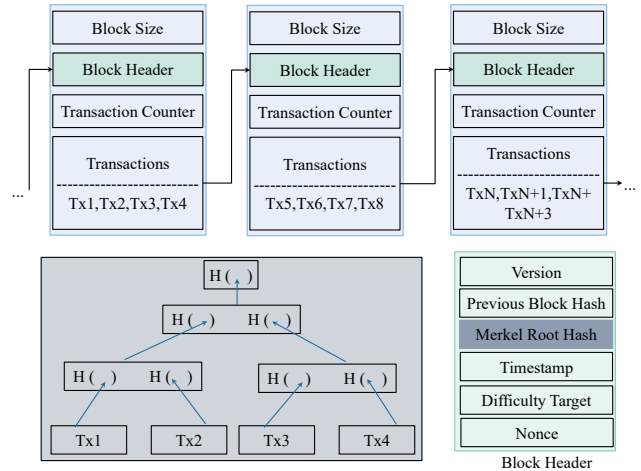 Block Size
Block Header
Transaction Counter
Transactions
Tx1,Tx2,Tx3,Tx4
Block Size
Block Header
Transaction Counter
Transactions
Tx5,Tx6,Tx7,Tx8
Block Size
Block Header
Transaction Counter
Transactions
TxN,TxN+1,TxN+
TxN+3
...
...
H ( )
H ( ) H ( )
H ( ) H ( ) H ( ) H ( )
Tx1 Tx2 Tx3 Tx4
Version
Previous Block Hash
Merkel Root Hash
Timestamp
Difficulty Target
Nonce
Block Header